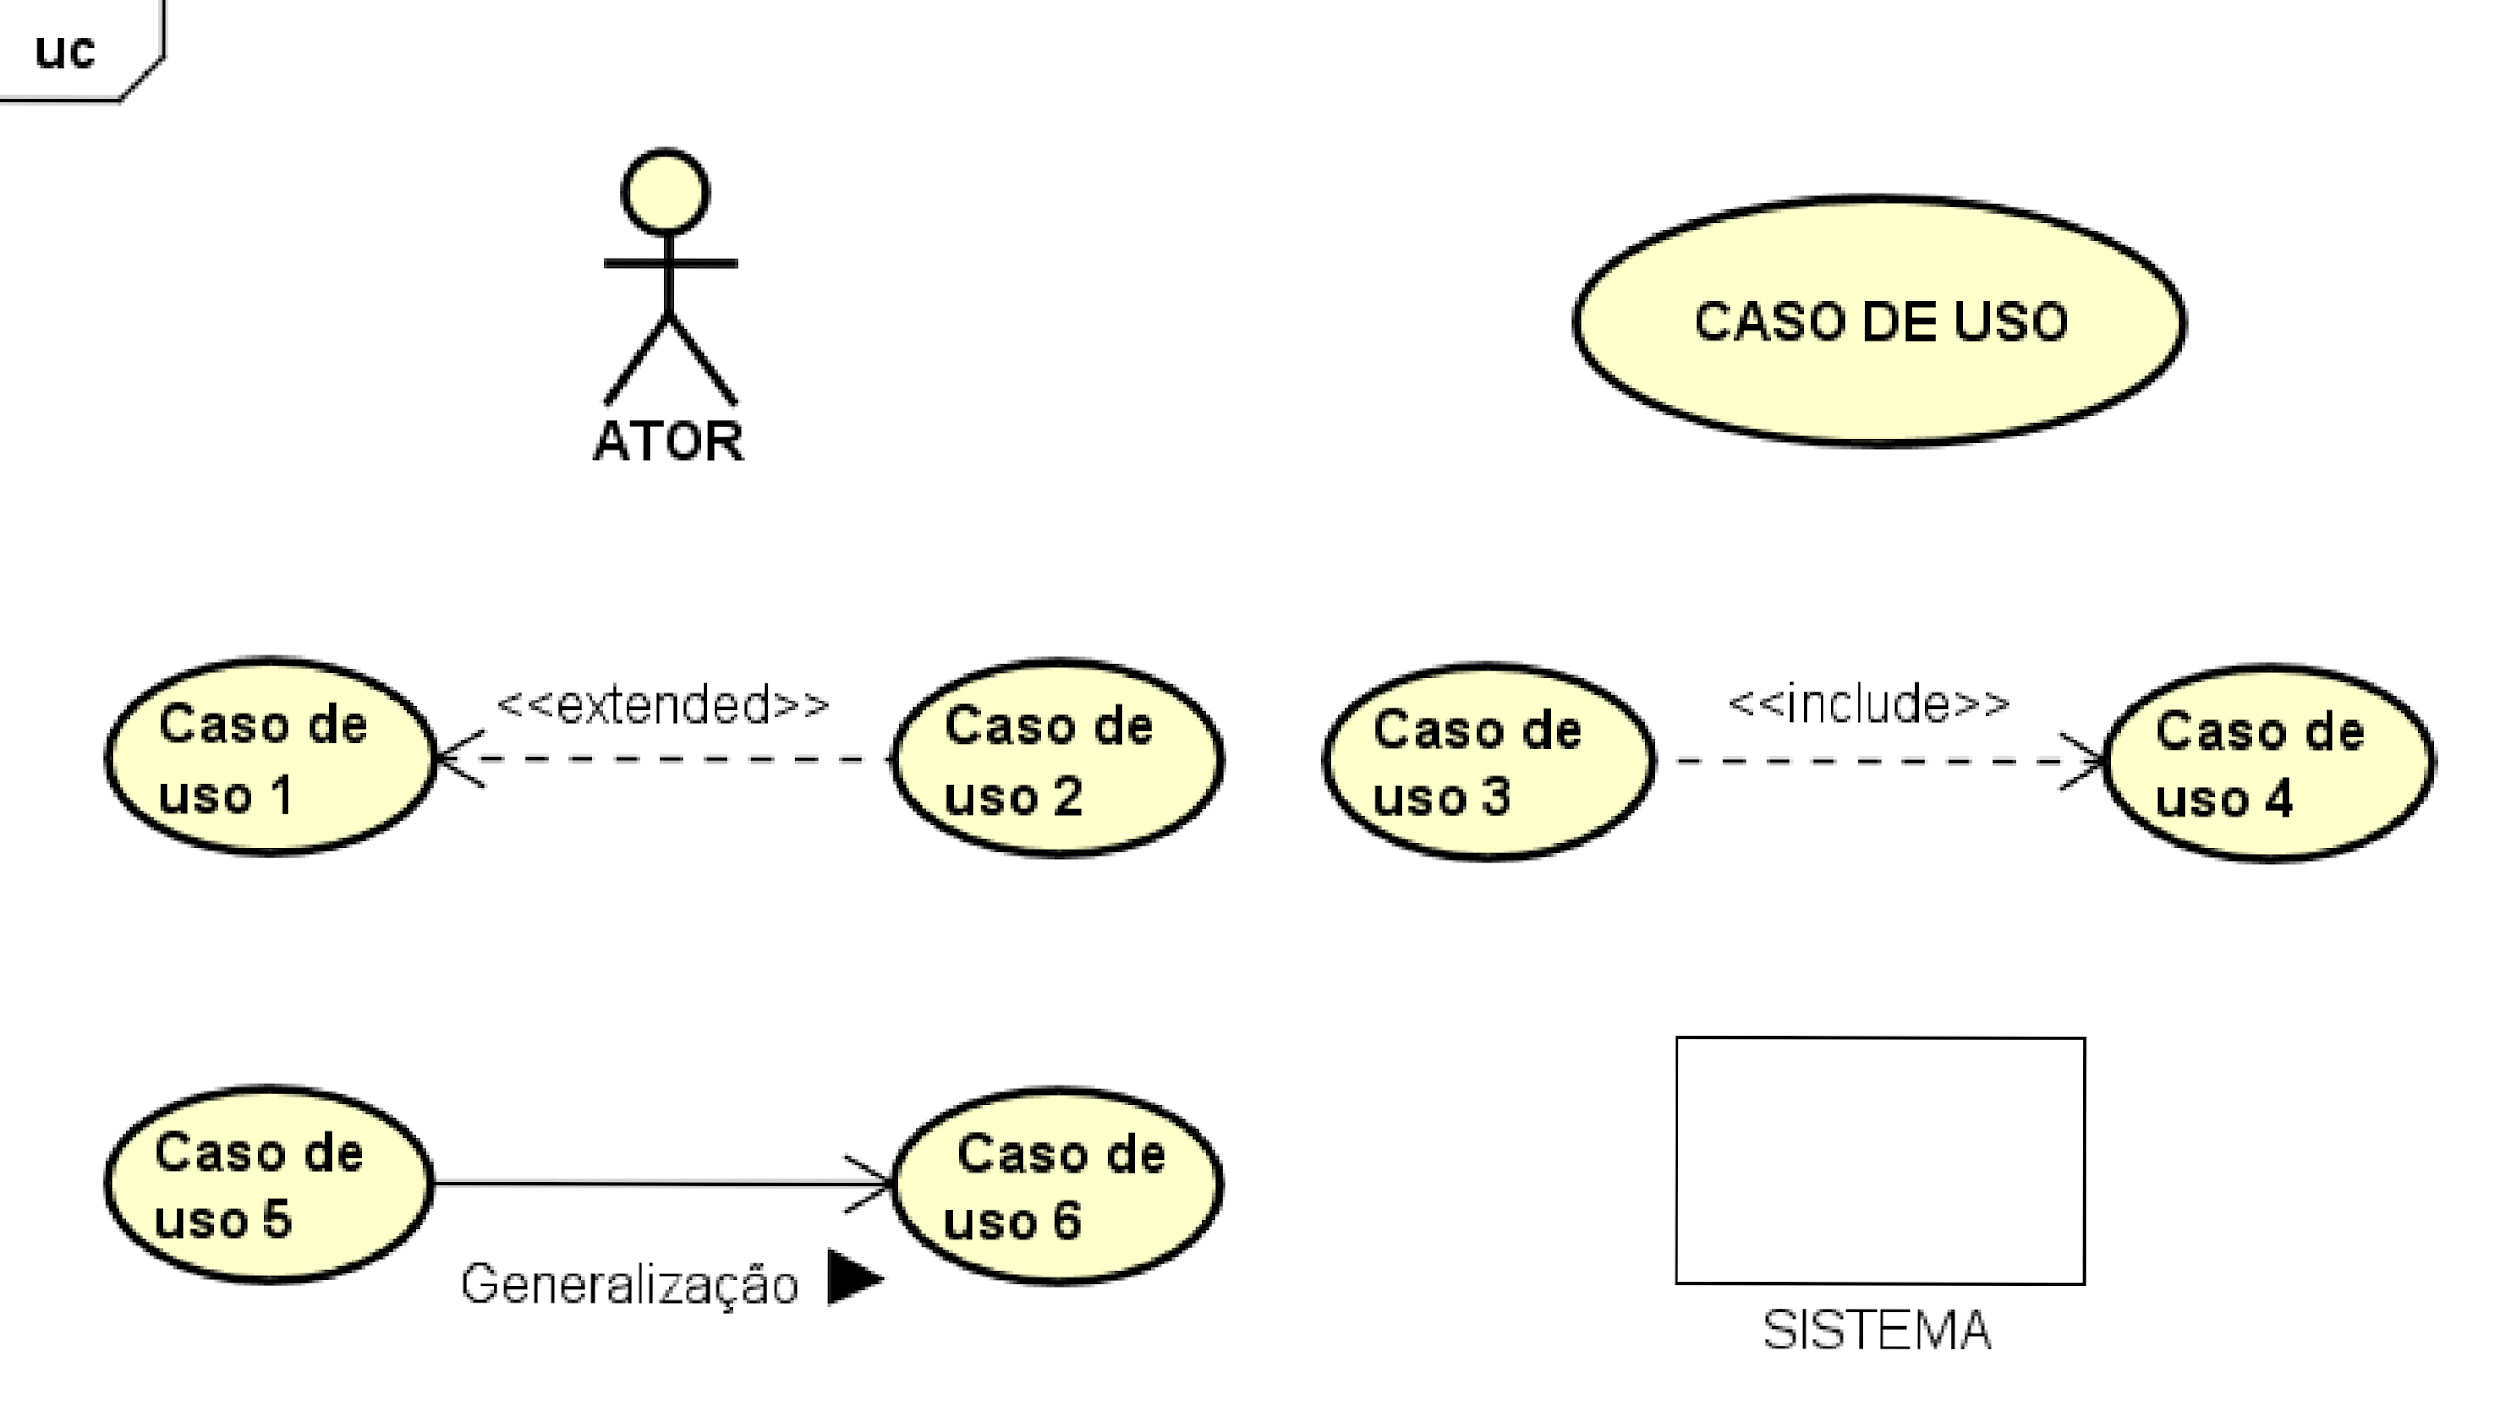 uc
ATOR
CASO DE USO
Caso de
uso 1
<<extended>>
Caso de
uso 2
Caso de
uso 3
<<include>>
Caso de
uso 4
Caso de
uso 5
Generalização
Caso de
uso 6
SISTEMA